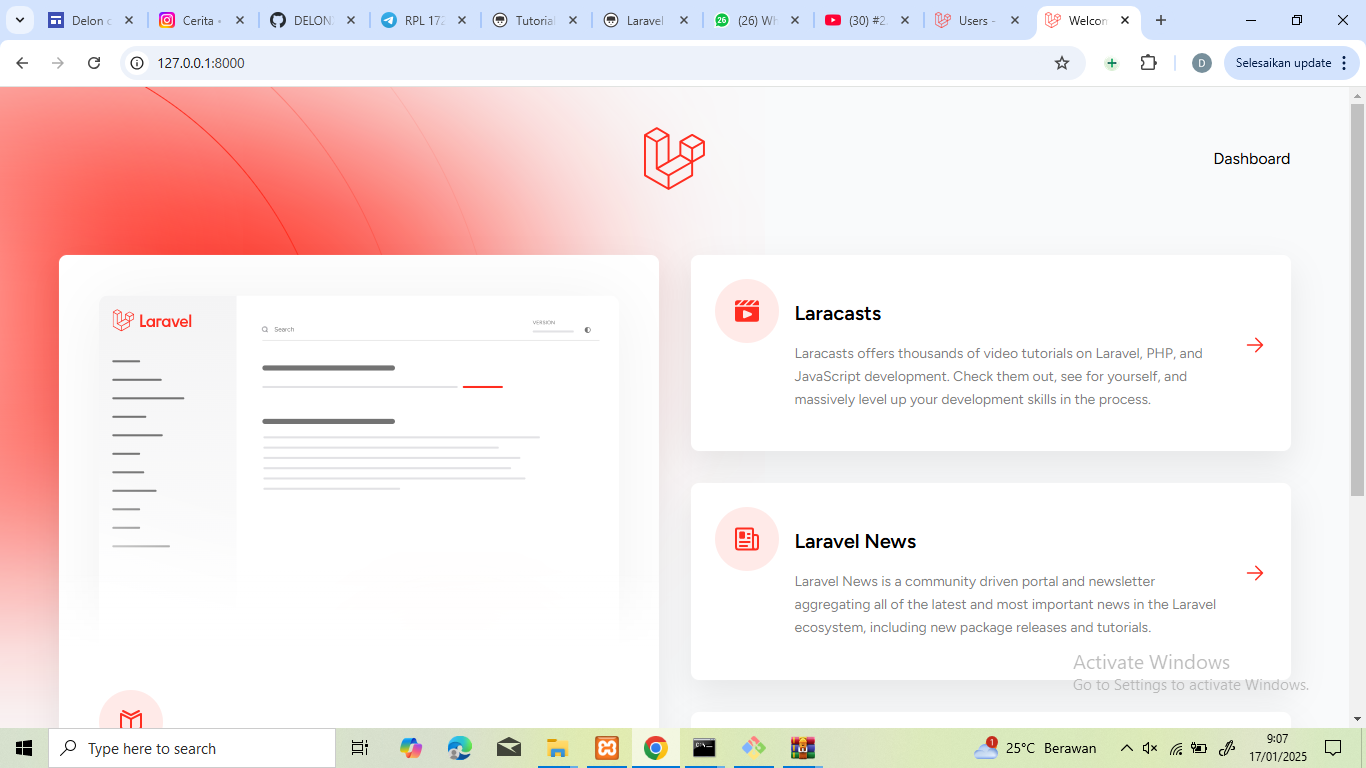 Delon
Cerita
DELON
RPL 172
Tutorial
Laravel
26
(26) WH
(30) #2
Users -
Welcon
127.0.0.1:8000
D
Selesaikan update
Dashboard
Laravel
Search
VERSION
Laracasts
Laracasts offers thousands of video tutorials on Laravel, PHP, and
JavaScript development. Check them out, see for yourself, and
massively level up your development skills in the process.
Laravel News
Laravel News is a community driven portal and newsletter
aggregating all of the latest and most important news in the Laravel
ecosystem, including new package releases and tutorials.
Activate Windows
Go to Settings to activate Windows.
Type here to search
1
25°C Berawan
9:07
17/01/2025